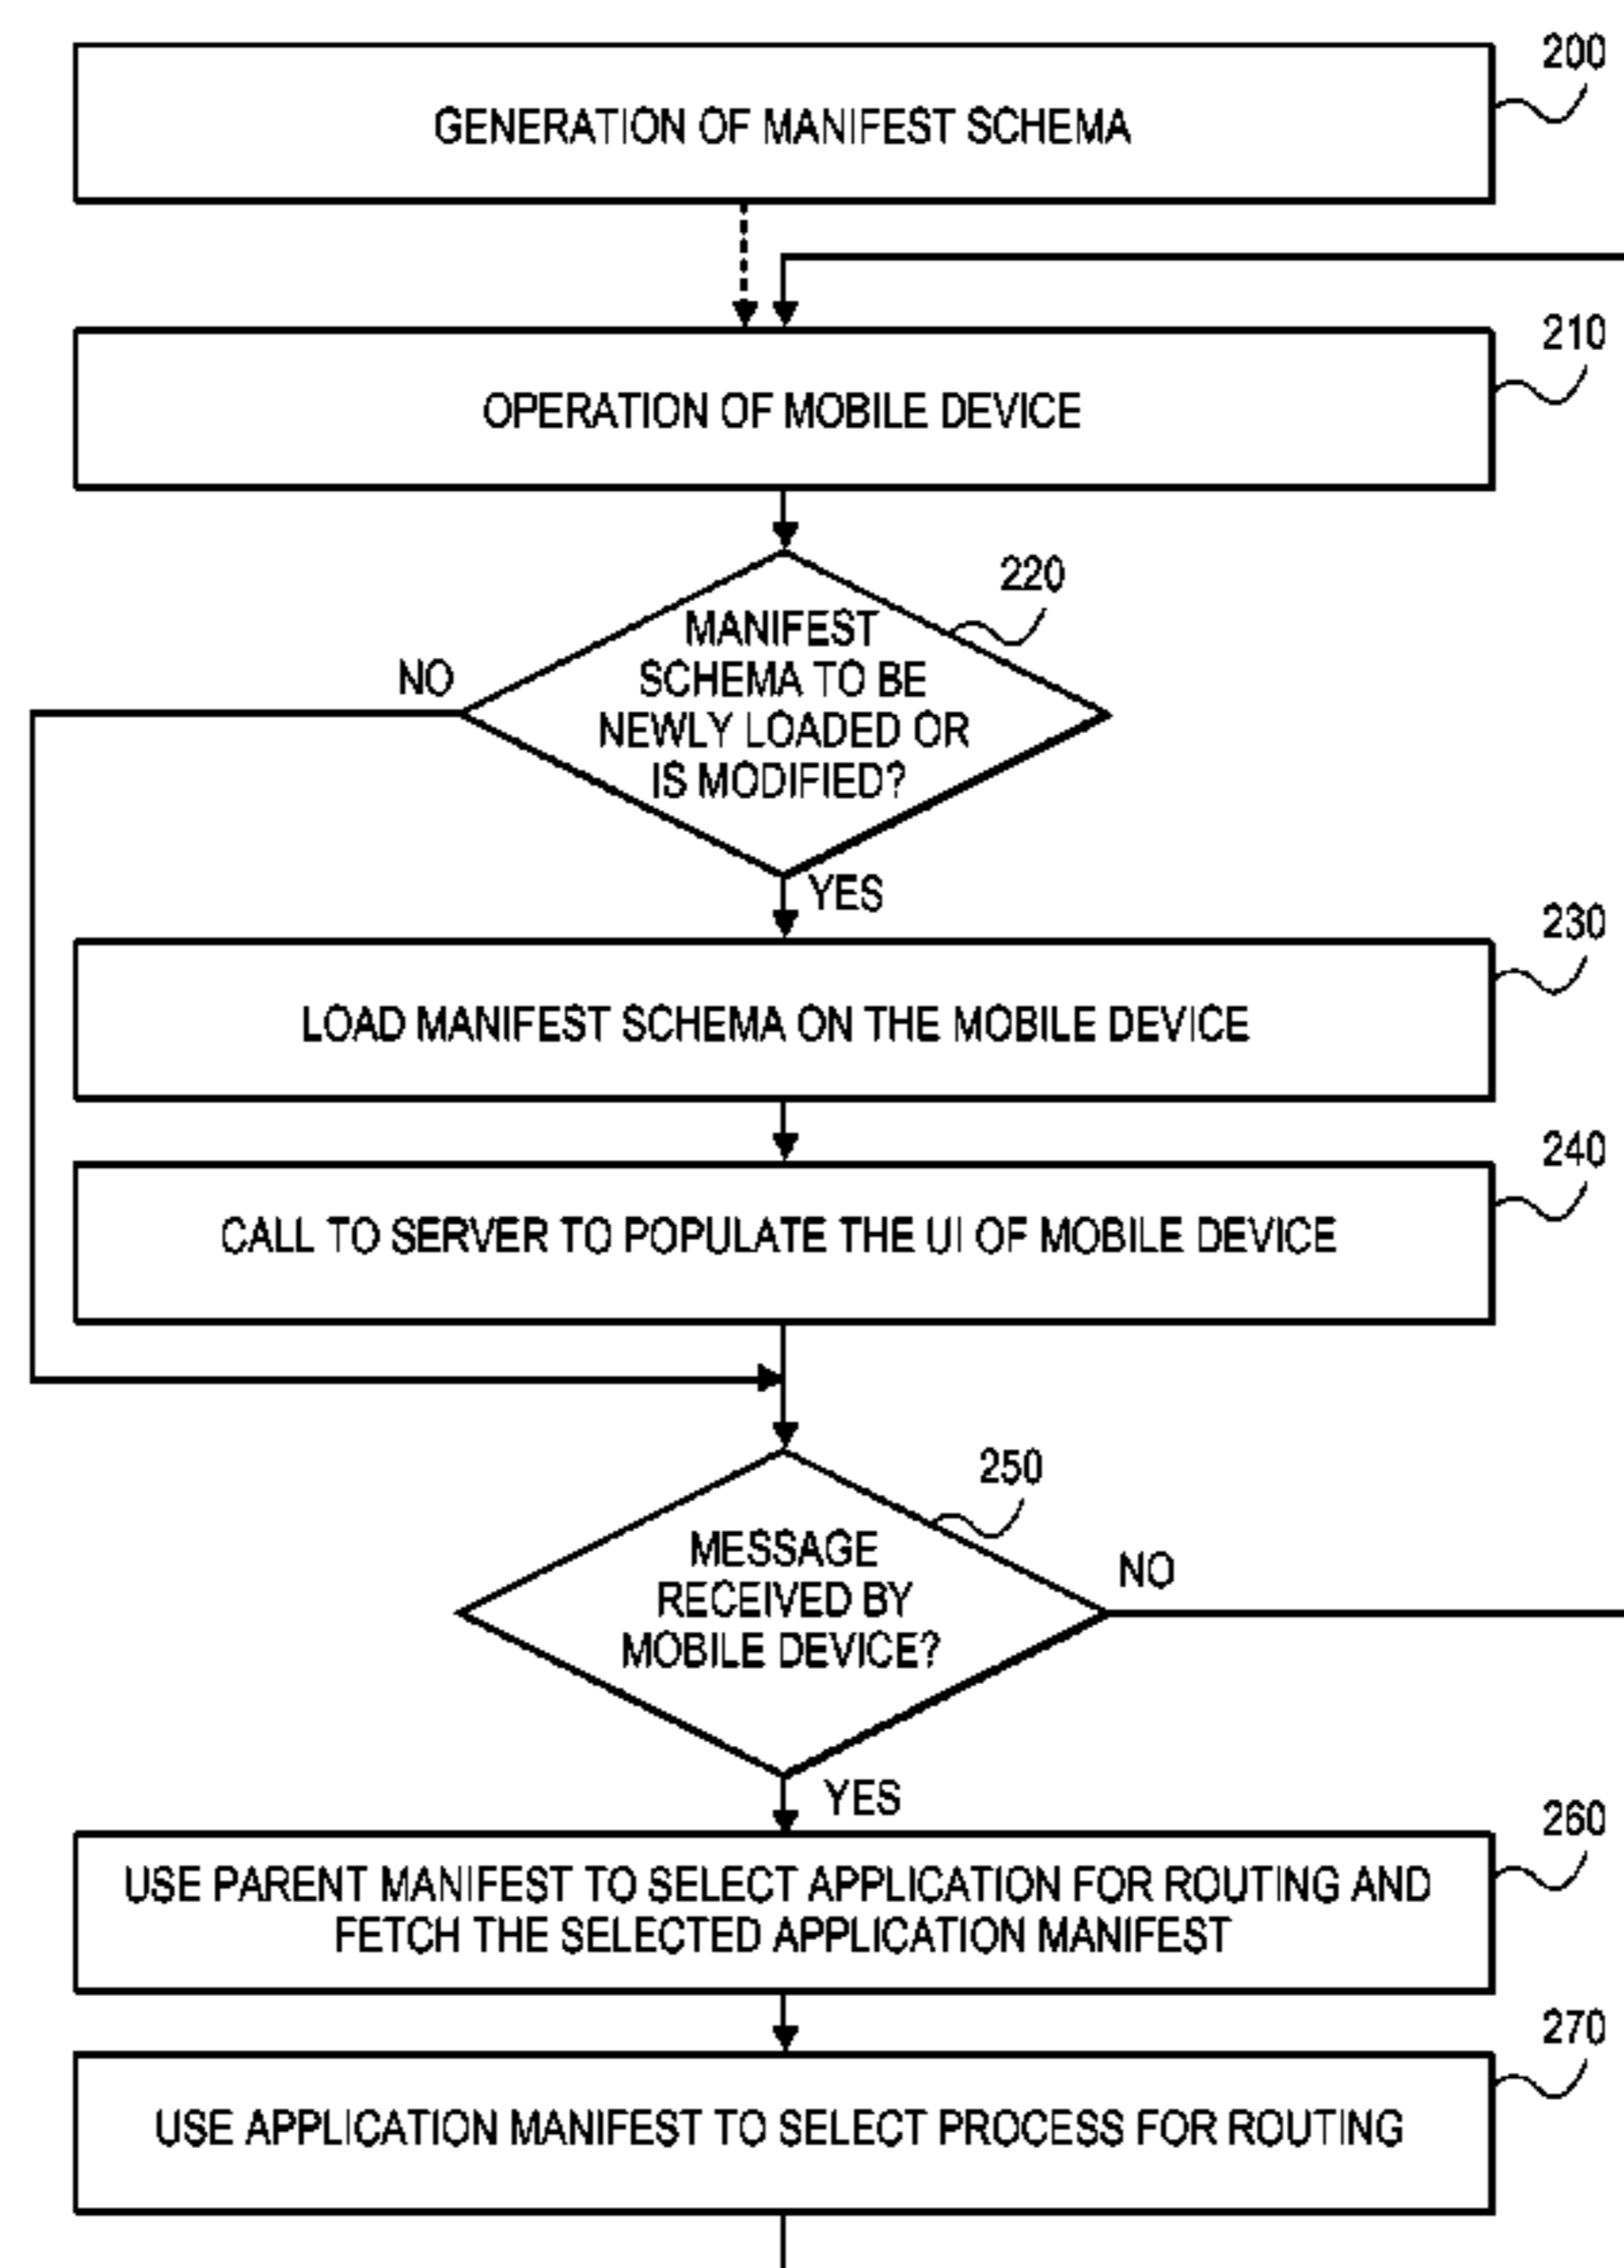 200
GENERATION OF MANIFEST SCHEMA
210
OPERATION OF MOBILE DEVICE
220
MANIFEST
SCHEMA TO BE
NEWLY LOADED OR
IS MODIFIED?
NO
YES
230
LOAD MANIFEST SCHEMA ON THE MOBILE DEVICE
240
CALL TO SERVER TO POPULATE THE UI OF MOBILE DEVICE
250
MESSAGE
RECEIVED BY
MOBILE DEVICE?
NO
YES
260
USE PARENT MANIFEST TO SELECT APPLICATION FOR ROUTING AND
FETCH THE SELECTED APPLICATION MANIFEST
270
USE APPLICATION MANIFEST TO SELECT PROCESS FOR ROUTING